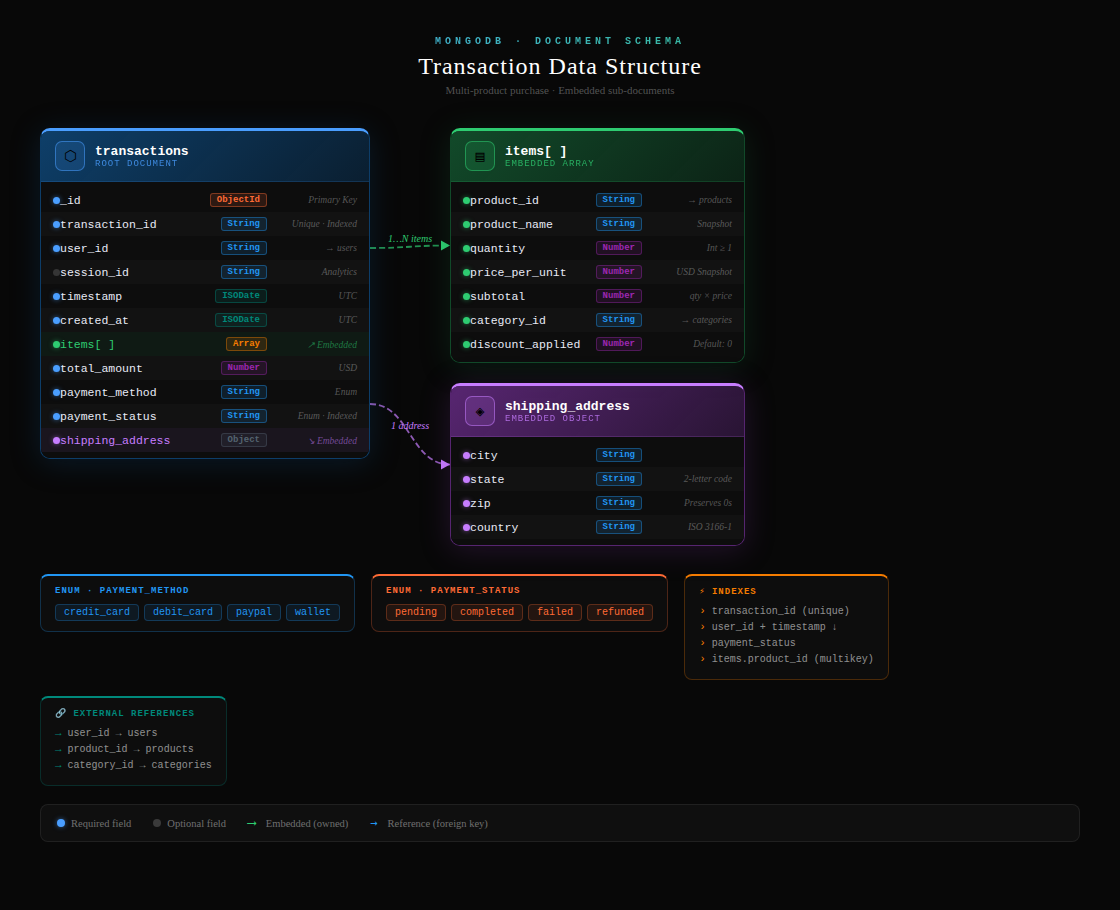 MONGODB · DOCUMENT SCHEMA
Transaction Data Structure
Multi-product purchase · Embedded sub-documents
transactions
ROOT DOCUMENT
_id ObjectId Primary Key
transaction_id String Unique · Indexed
user_id String → users
session_id String Analytics
timestamp ISODate UTC
created_at ISODate UTC
items[ ] Array ↗ Embedded
total_amount Number USD
payment_method String Enum
payment_status String Enum · Indexed
shipping_address Object ↘ Embedded
1…N items
1 address
items[ ]
EMBEDDED ARRAY
product_id String → products
product_name String Snapshot
quantity Number Int ≥ 1
price_per_unit Number USD Snapshot
subtotal Number qty × price
category_id String → categories
discount_applied Number Default: 0
shipping_address
EMBEDDED OBJECT
city String
state String 2-letter code
zip String Preserves 0s
country String ISO 3166-1
ENUM · PAYMENT_METHOD
credit_card debit_card paypal wallet
ENUM · PAYMENT_STATUS
pending completed failed refunded
⚡ INDEXES
› transaction_id (unique)
› user_id + timestamp ↓
› payment_status
› items.product_id (multikey)
🔗 EXTERNAL REFERENCES
→ user_id → users
→ product_id → products
→ category_id → categories
Required field Optional field ⟶ Embedded (owned) → Reference (foreign key)